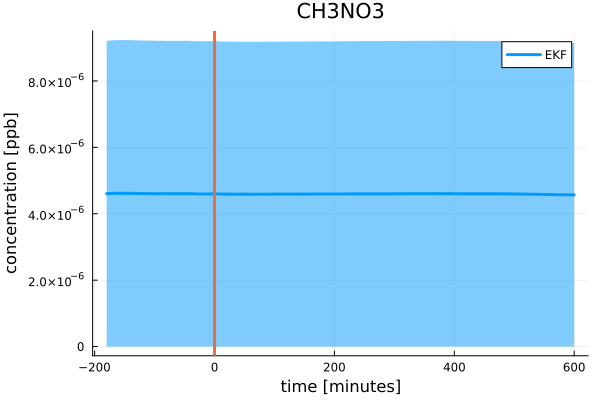 CH3NO3
EKF
concentration [ppb]
8.0×10⁻⁶
6.0×10⁻⁶
4.0×10⁻⁶
2.0×10⁻⁶
0
−200
0
200
400
600
time [minutes]